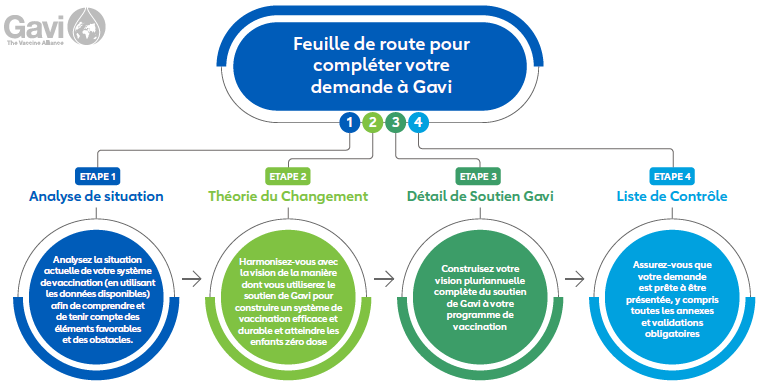 Gavi
The Vaccine Alliance
Feuille de route pour
compléter votre
demande à Gavi
1 2 3 4
ETAPE 1
Analyse de situation
Analysez la situation
actuelle de votre système
de vaccination (en utilisant
les données disponibles)
afin de comprendre et
de tenir compte des
éléments favorables
et des obstacles.
ETAPE 2
Théorie du Changement
Harmonisez-vous avec
la vision de la manière
dont vous utiliserez le
soutien de Gavi pour
construire un système de
vaccination efficace et
durable et atteindre les
enfants zéro dose
ETAPE 3
Détail de Soutien Gavi
Construisez votre
vision pluriannuelle
complète du soutien
de Gavi à votre
programme de
vaccination
ETAPE 4
Liste de Contrôle
Assurez-vous que
votre demande
est prête à être
présentée, y compris
toutes les annexes
et validations
obligatoires